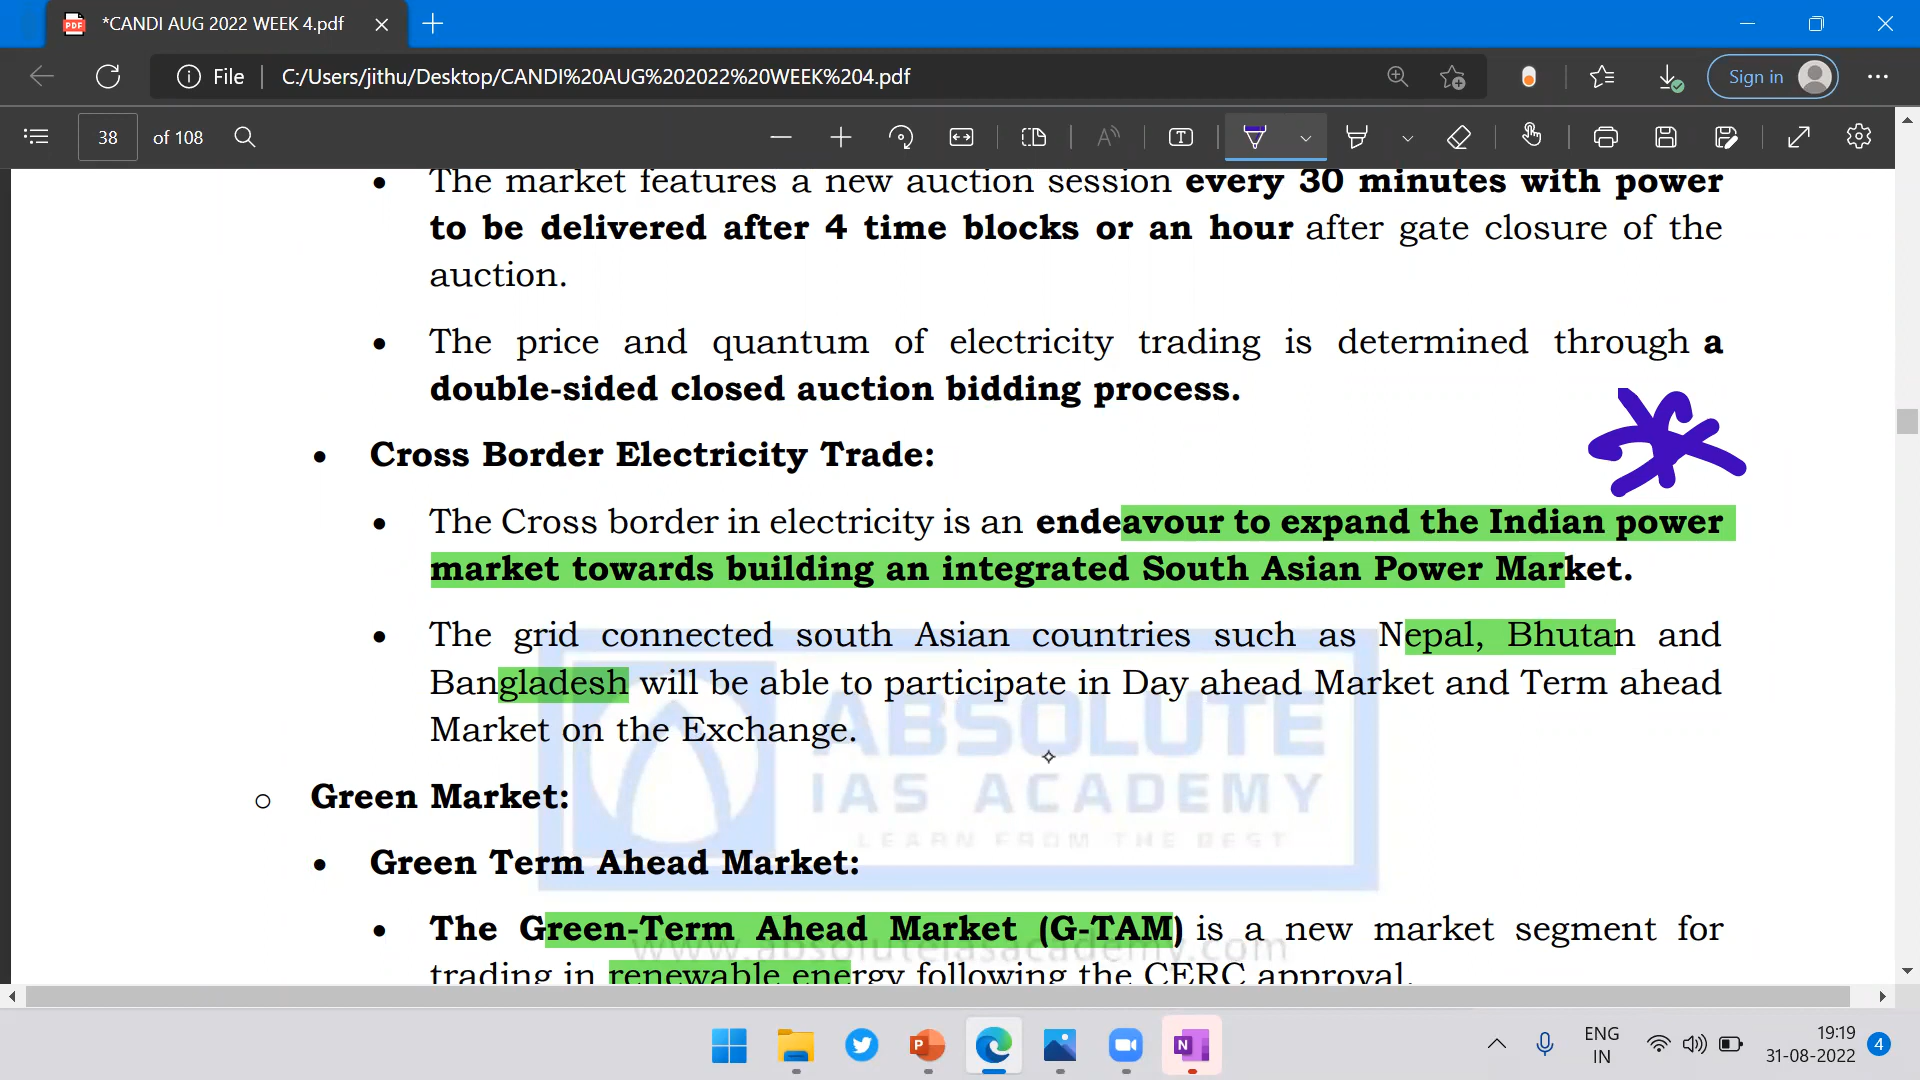 *CANDI AUG 2022 WEEK 4.pdf
File
C:/Users/jithu/Desktop/CANDI%20AUG%202022%20WEEK%204.pdf
Sign in
38 of 108
• The market features a new auction session every 30 minutes with power
to be delivered after 4 time blocks or an hour after gate closure of the
auction.
• The price and quantum of electricity trading is determined through a
double-sided closed auction bidding process.
• Cross Border Electricity Trade:
• The Cross border in electricity is an endeavour to expand the Indian power
market towards building an integrated South Asian Power Market.
• The grid connected south Asian countries such as Nepal, Bhutan and
Bangladesh will be able to participate in Day ahead Market and Term ahead
Market on the Exchange.
ABSOLUTE
IAS ACADEMY
LEARN FROM THE BEST
○ Green Market:
• Green Term Ahead Market:
• The Green-Term Ahead Market (G-TAM) is a new market segment for
trading in renewable energy following the CERC approval.
www.absoluteiasacademy.com
ENG
IN
19:19
31-08-2022
4